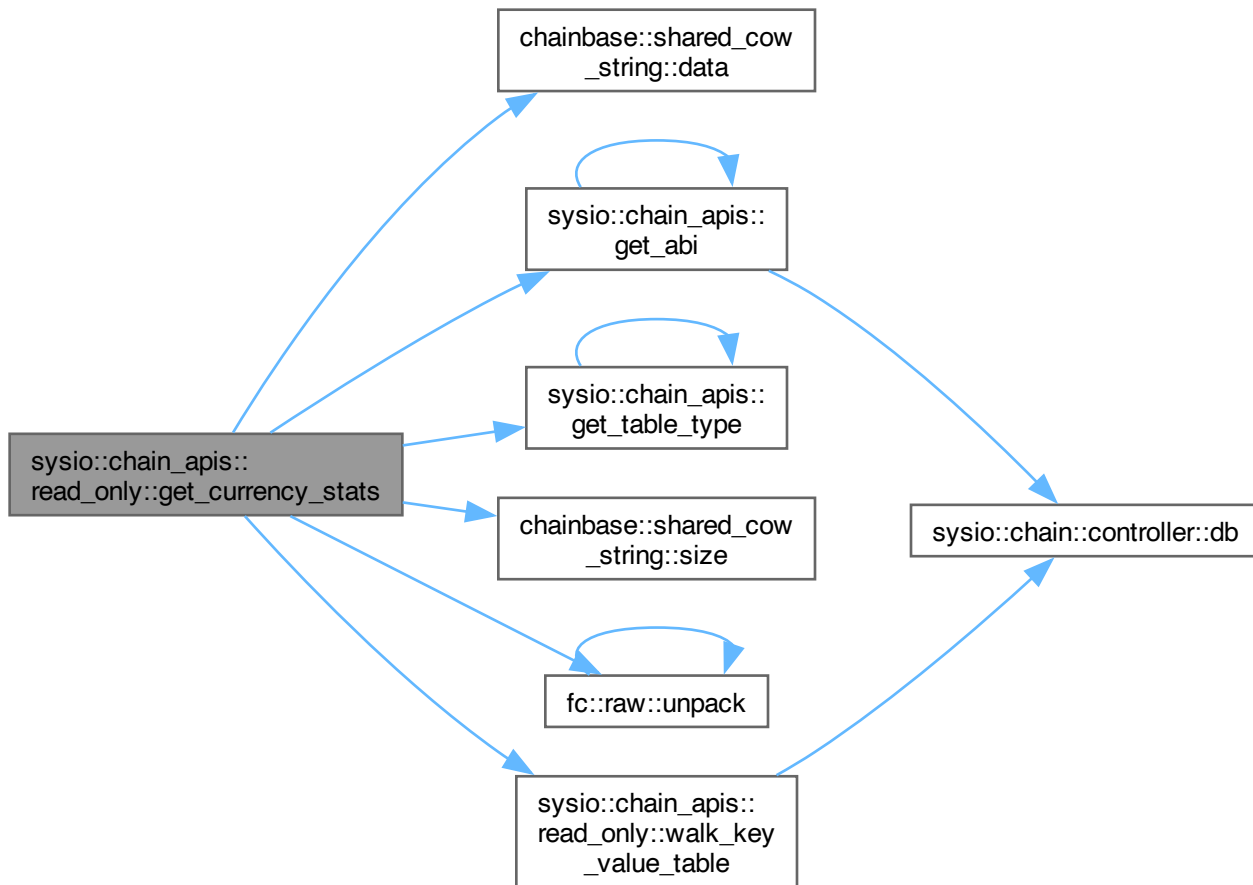 chainbase::shared_cow
_string::data
sysio::chain_apis::
get_abi
sysio::chain_apis::
get_table_type
sysio::chain_apis::
read_only::get_currency_stats
chainbase::shared_cow
_string::size
sysio::chain::controller::db
fc::raw::unpack
sysio::chain_apis::
read_only::walk_key
_value_table